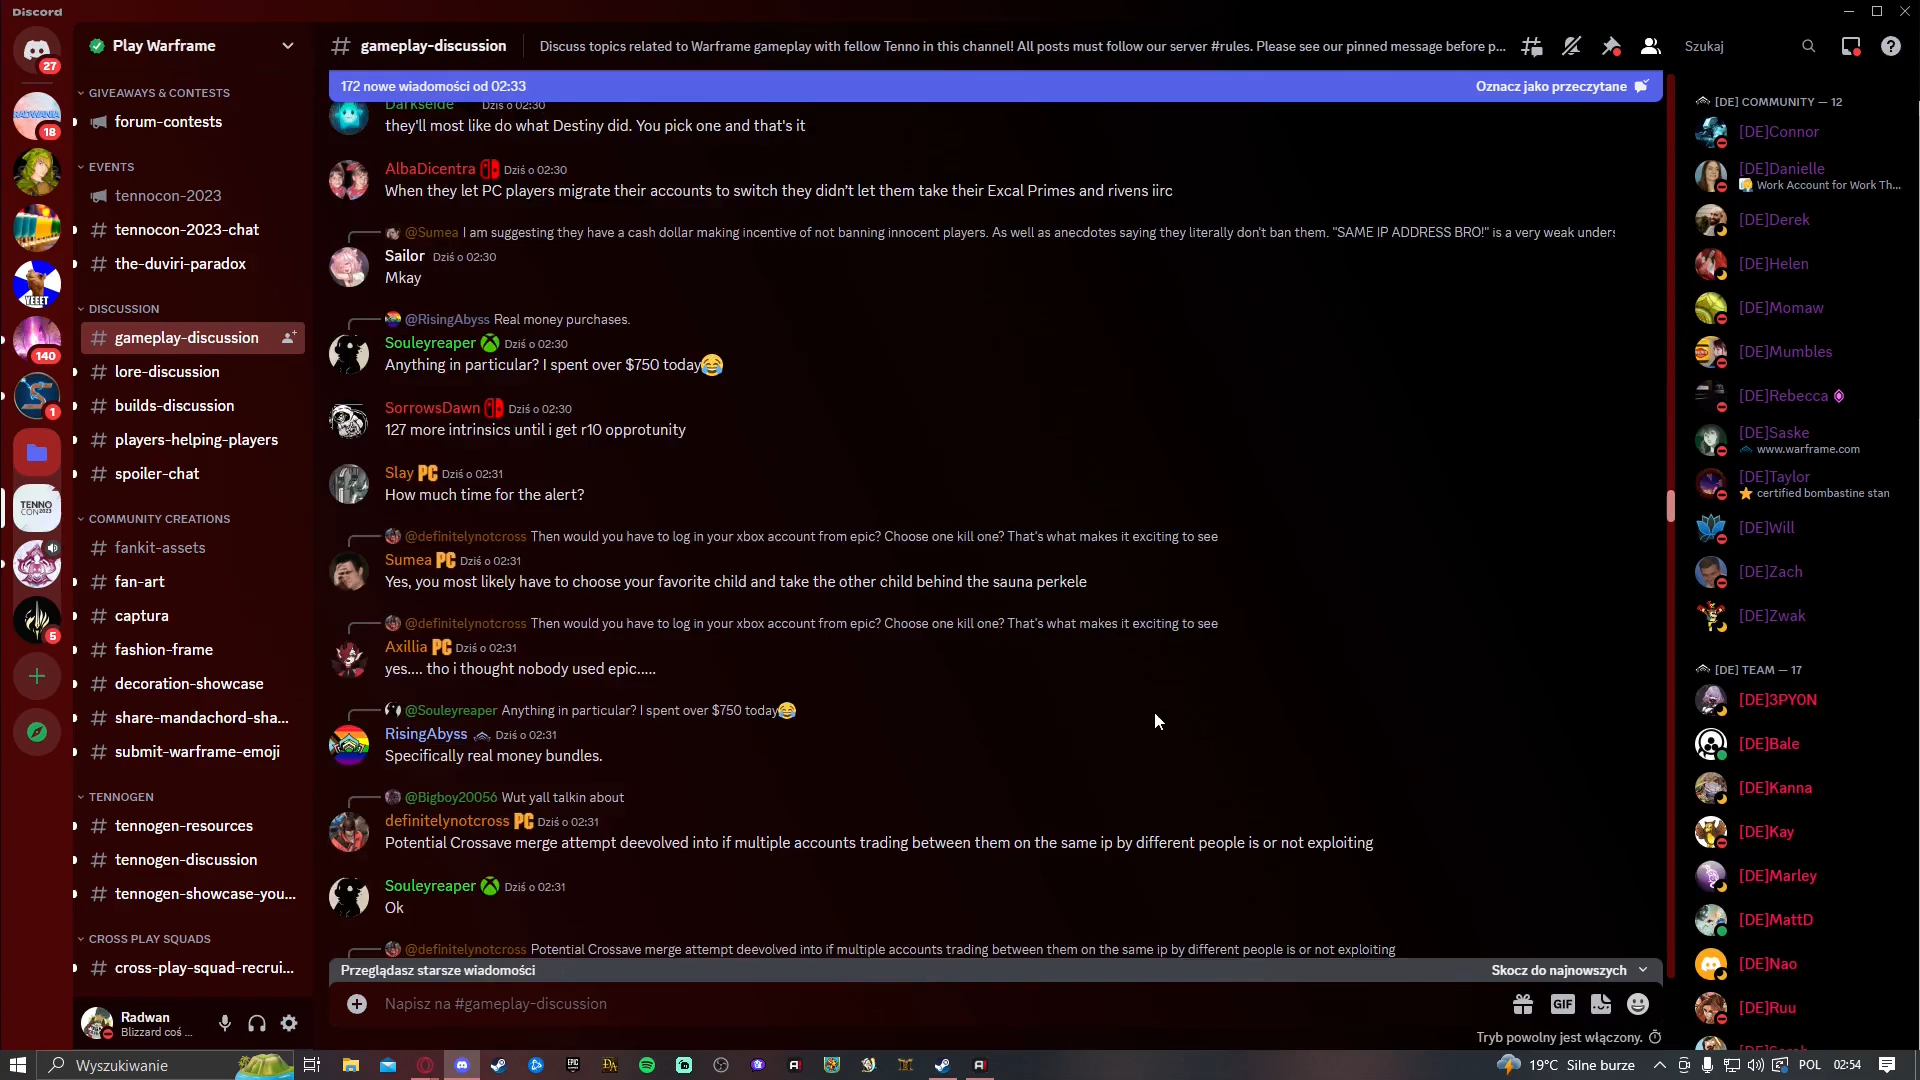 Discord
27
RADWANIA
18
YEEET
140
1
TENNO
CON2023
5
Play Warframe
GIVEAWAYS & CONTESTS
forum-contests
EVENTS
tennocon-2023
tennocon-2023-chat
the-duviri-paradox
DISCUSSION
gameplay-discussion
lore-discussion
builds-discussion
players-helping-players
spoiler-chat
COMMUNITY CREATIONS
fankit-assets
fan-art
captura
fashion-frame
decoration-showcase
share-mandachord-sha...
submit-warframe-emoji
TENNOGEN
tennogen-resources
tennogen-discussion
tennogen-showcase-you...
CROSS PLAY SQUADS
cross-play-squad-recrui...
Radwan
Blizzard coś ...
gameplay-discussion
Discuss topics related to Warframe gameplay with fellow Tenno in this channel! All posts must follow our server #rules. Please see our pinned message before p...
Szukaj
172 nowe wiadomości od 02:33
Oznacz jako przeczytane
Darkseide Dziś o 02:30
they'll most like do what Destiny did. You pick one and that's it
AlbaDicentra Dziś o 02:30
When they let PC players migrate their accounts to switch they didn't let them take their Excal Primes and rivens iirc
@Sumea I am suggesting they have a cash dollar making incentive of not banning innocent players. As well as anecdotes saying they literally don't ban them. "SAME IP ADDRESS BRO!" is a very weak unders
Sailor Dziś o 02:30
Mkay
@RisingAbyss Real money purchases.
Souleyreaper Dziś o 02:30
Anything in particular? I spent over $750 today😂
SorrowsDawn Dziś o 02:30
127 more intrinsics until i get r10 opprotunity
Slay PC Dziś o 02:31
How much time for the alert?
@definitelynotcross Then would you have to log in your xbox account from epic? Choose one kill one? That's what makes it exciting to see
Sumea PC Dziś o 02:31
Yes, you most likely have to choose your favorite child and take the other child behind the sauna perkele
@definitelynotcross Then would you have to log in your xbox account from epic? Choose one kill one? That's what makes it exciting to see
Axillia PC Dziś o 02:31
yes.... tho i thought nobody used epic.....
@Souleyreaper Anything in particular? I spent over $750 today😂
RisingAbyss Dziś o 02:31
Specifically real money bundles.
@Bigboy20056 Wut yall talkin about
definitelynotcross PC Dziś o 02:31
Potential Crossave merge attempt deevolved into if multiple accounts trading between them on the same ip by different people is or not exploiting
Souleyreaper Dziś o 02:31
Ok
@definitelynotcross Potential Crossave merge attempt deevolved into if multiple accounts trading between them on the same ip by different people is or not exploiting
Przeglądasz starsze wiadomości
Skocz do najnowszych
Napisz na #gameplay-discussion
GIF
Tryb powolny jest włączony.
[DE] COMMUNITY — 12
[DE]Connor
[DE]Danielle
Work Account for Work Th...
[DE]Derek
[DE]Helen
[DE]Momaw
[DE]Mumbles
[DE]Rebecca
[DE]Saske
www.warframe.com
[DE]Taylor
certified bombastine stan
[DE]Will
[DE]Zach
[DE]Zwak
[DE] TEAM — 17
[DE]3PY0N
[DE]Bale
[DE]Kanna
[DE]Kay
[DE]Marley
[DE]MattD
[DE]Nao
[DE]Ruu
Wyszukiwanie
EPIC
19°C Silne burze
POL
02:54